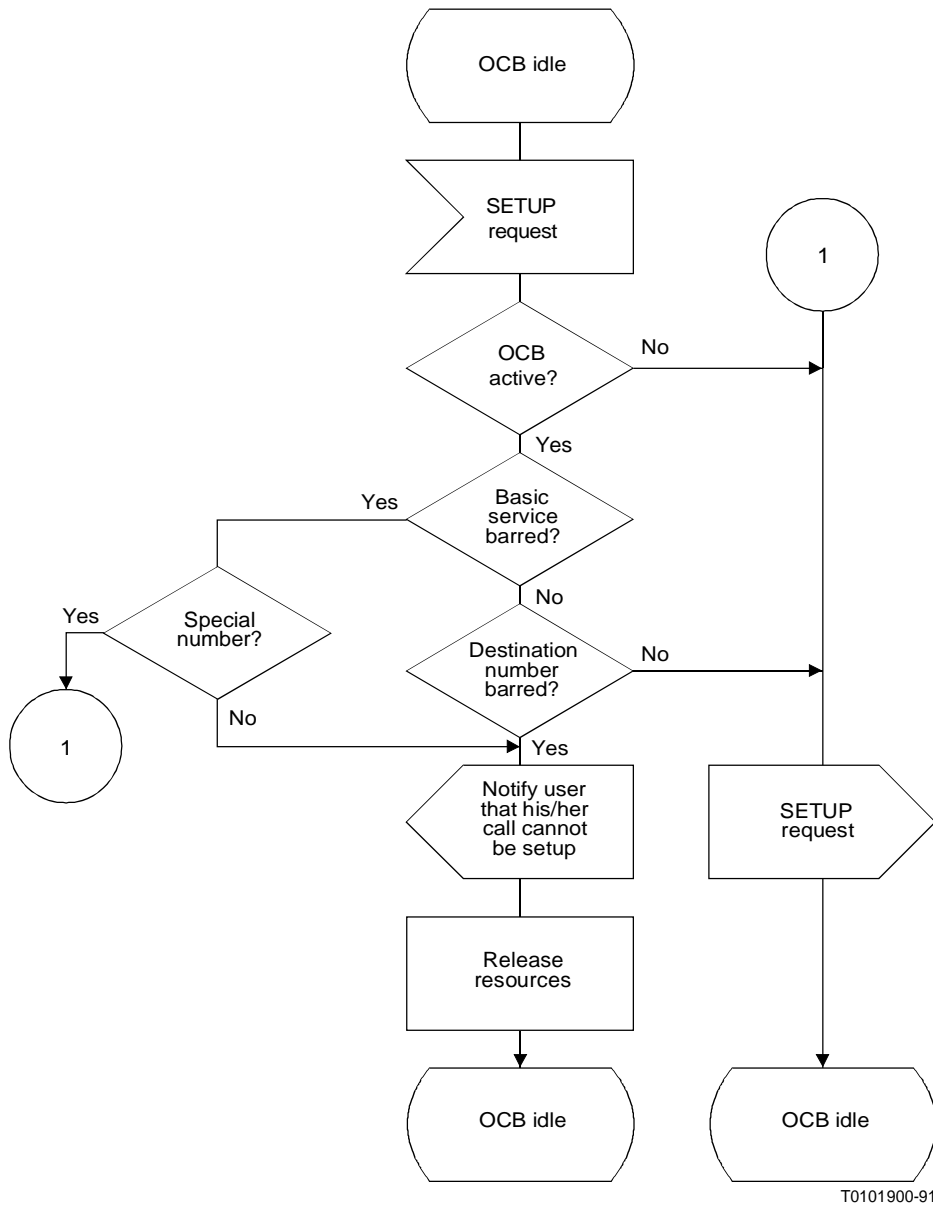 OCB idle
SETUP
request
1
OCB
active?
No
Yes
Basic
service
barred?
Yes
No
Special
number?
Yes
No
Destination
number
barred?
No
Yes
1
Notify user
that his/her
call cannot
be setup
SETUP
request
Release
resources
OCB idle
OCB idle
T0101900-91